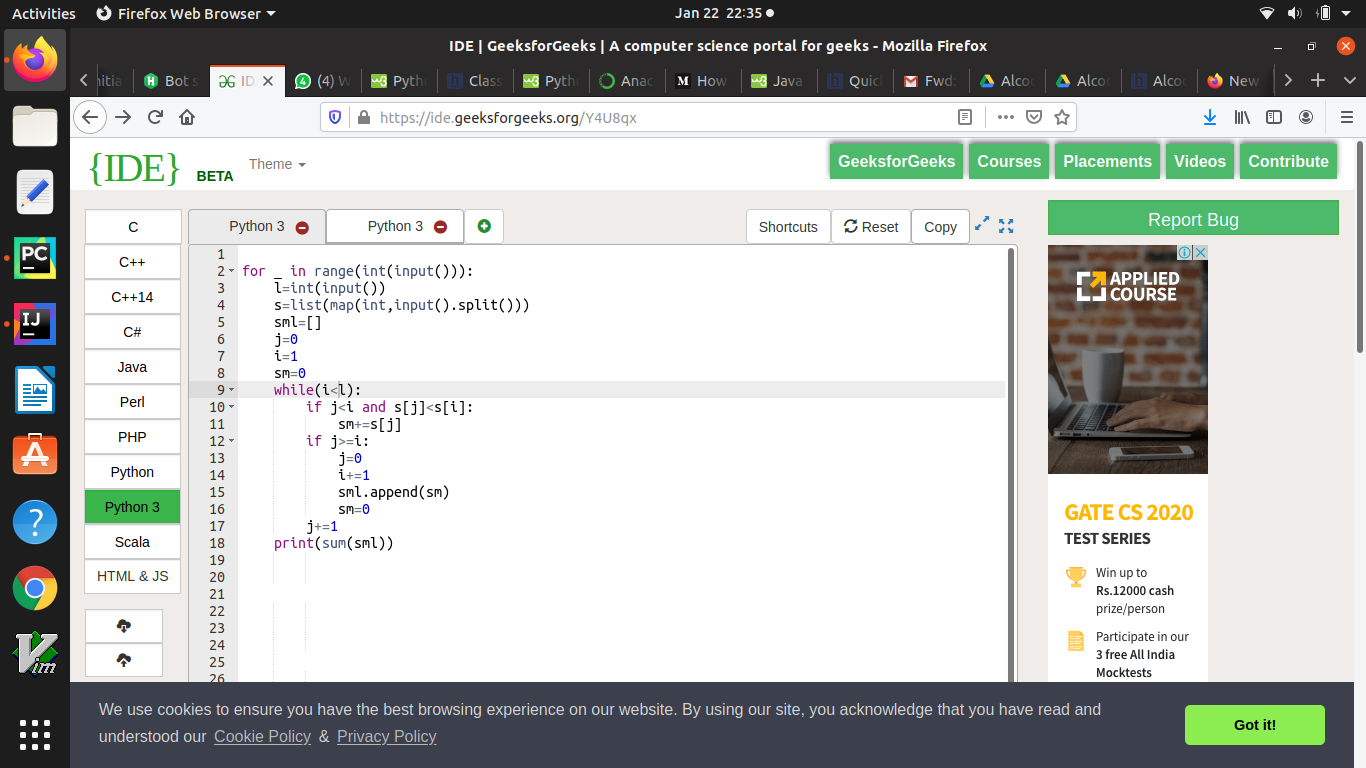 Activities Firefox Web Browser Jan 22 22:35
IDE | GeeksforGeeks | A computer science portal for geeks - Mozilla Firefox
Bot ID (4) W Pyth Class Pyth Anac How Java Quic Fwd: Alco Alco Alco New
https://ide.geeksforgeeks.org/Y4U8qx
{IDE} BETA Theme
GeeksforGeeks Courses Placements Videos Contribute
C
C++
C++14
C#
Java
Perl
PHP
Python
Python 3
Scala
HTML & JS
Python 3 Python 3 Shortcuts Reset Copy
1
2 for _ in range(int(input())):
3 l=int(input())
4 s=list(map(int,input().split()))
5 sml=[]
6 j=0
7 i=1
8 sm=0
9 while(i<l):
10 if j<i and s[j]<s[i]:
11 sm+=s[j]
12 if j>=i:
13 j=0
14 i+=1
15 sml.append(sm)
16 sm=0
17 j+=1
18 print(sum(sml))
19
20
21
22
23
24
25
26
Report Bug
APPLIED
COURSE
GATE CS 2020
TEST SERIES
Win up to
Rs.12000 cash
prize/person
Participate in our
3 free All India
Mocktests
PC
IJ
Vim
We use cookies to ensure you have the best browsing experience on our website. By using our site, you acknowledge that you have read and
understood our Cookie Policy & Privacy Policy
Got it!